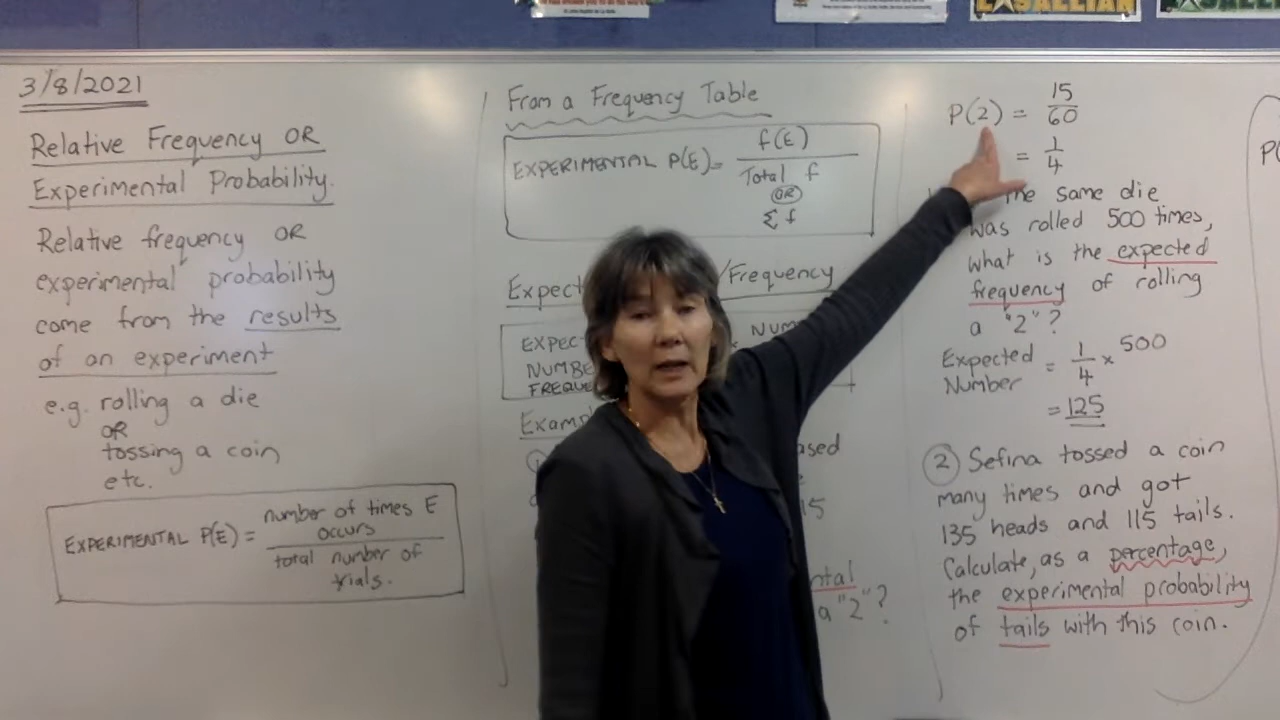 3/8/2021
Relative Frequency OR
Experimental Probability.
Relative frequency OR
experimental probability
come from the results
of an experiment
e.g. rolling a die
OR
tossing a coin
etc.
EXPERIMENTAL P(E) = number of times E
occurs
total number of
trials.
From a Frequency Table
EXPERIMENTAL P(E) = f(E)
Total f
OR
Σ f
Expect /Frequency
EXPEC NUM
NUMBE
FREQUE
Examp
1 ased
15
ntal
a "2"?
P(2) = 15/60
= 1/4
the same die
was rolled 500 times,
what is the expected
frequency of rolling
a "2"?
Expected
Number = 1/4 × 500
= 125
2 Sefina tossed a coin
many times and got
135 heads and 115 tails.
Calculate, as a percentage,
the experimental probability
of tails with this coin.
P(